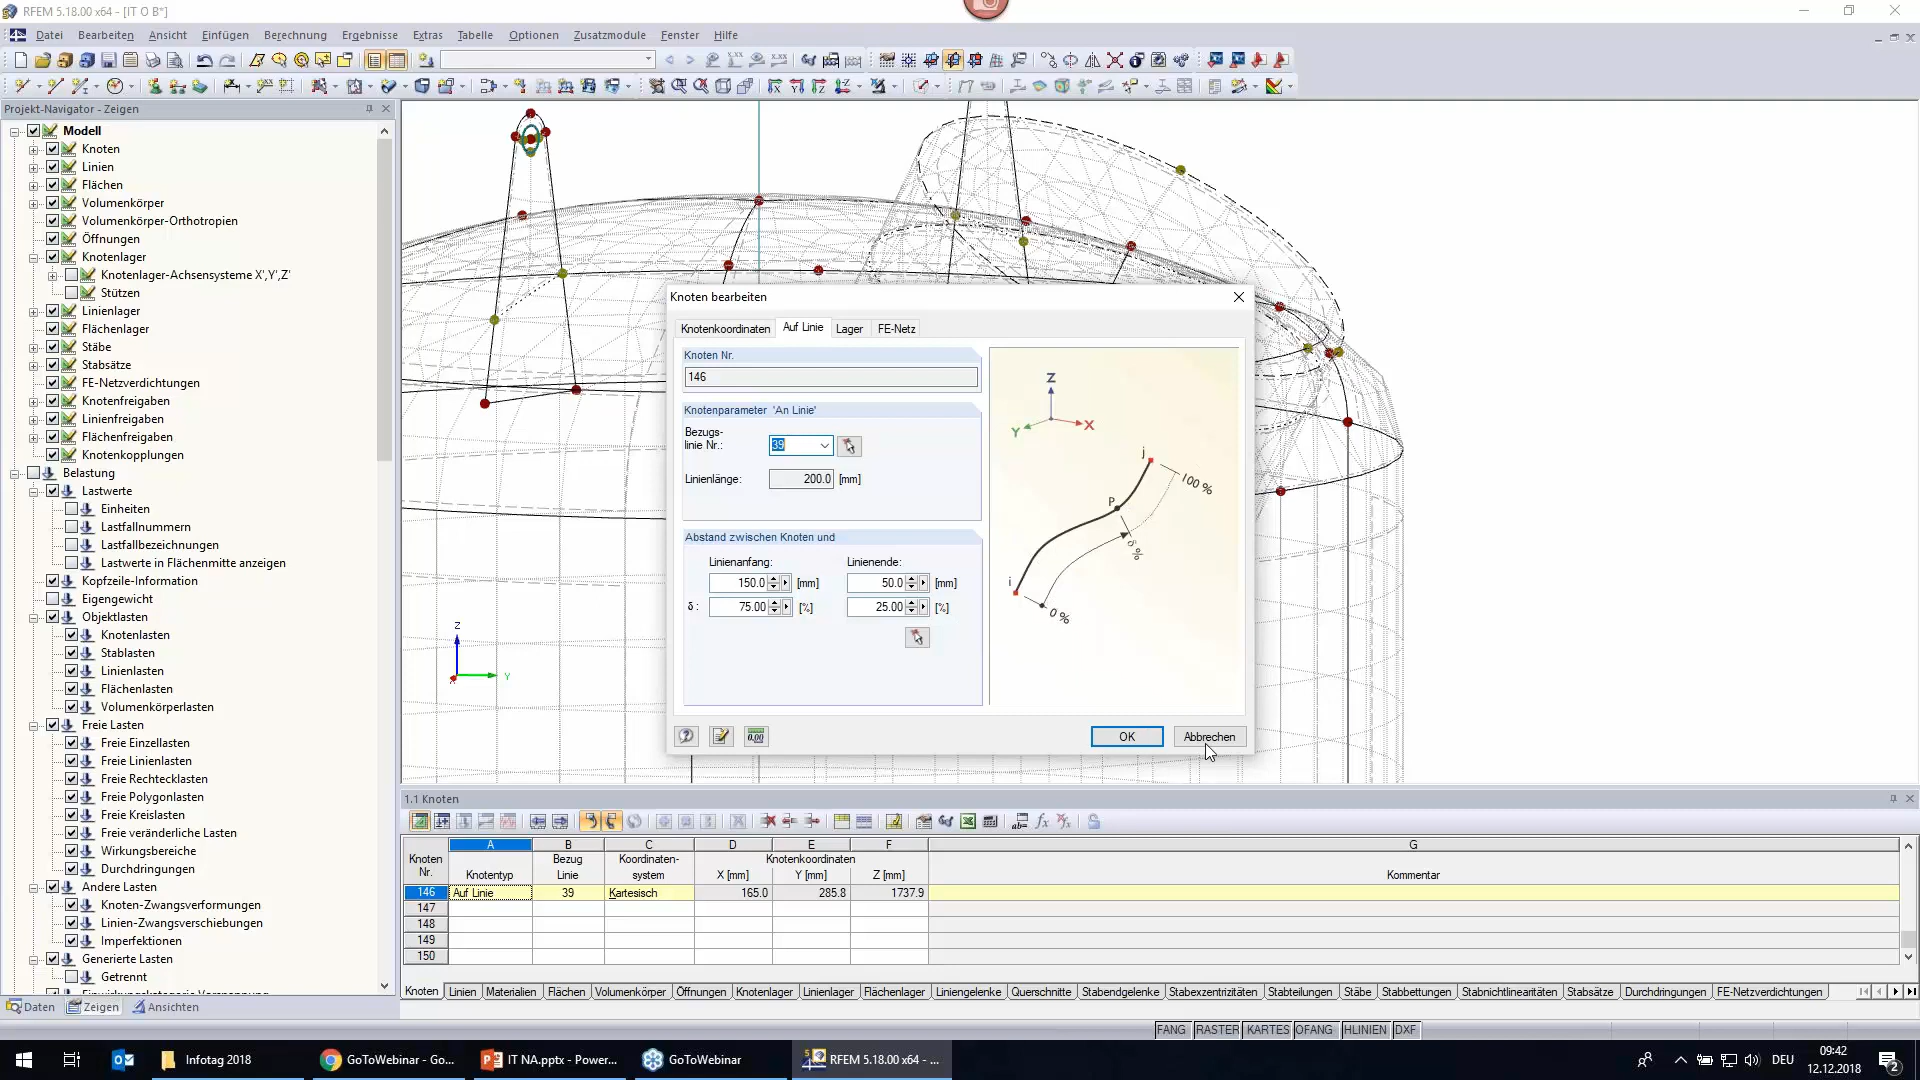 RFEM 5.18.00 x64 - [IT O B*]
Datei Bearbeiten Ansicht Einfügen Berechnung Ergebnisse Extras Tabelle Optionen Zusatzmodule Fenster Hilfe
Projekt-Navigator - Zeigen
Modell
Knoten
Linien
Flächen
Volumenkörper
Volumenkörper-Orthotropien
Öffnungen
Knotenlager
Knotenlager-Achsensysteme X',Y',Z'
Stützen
Linienlager
Flächenlager
Stäbe
Stabsätze
FE-Netzverdichtungen
Knotenfreigaben
Linienfreigaben
Flächenfreigaben
Knotenkopplungen
Belastung
Lastwerte
Einheiten
Lastfallnummern
Lastfallbezeichnungen
Lastwerte in Flächenmitte anzeigen
Kopfzeile-Information
Eigengewicht
Objektlasten
Knotenlasten
Stablasten
Linienlasten
Flächenlasten
Volumenkörperlasten
Freie Lasten
Freie Einzellasten
Freie Linienlasten
Freie Rechtecklasten
Freie Polygonlasten
Freie Kreislasten
Freie veränderliche Lasten
Wirkungsbereiche
Durchdringungen
Andere Lasten
Knoten-Zwangsverformungen
Linien-Zwangsverschiebungen
Imperfektionen
Generierte Lasten
Getrennt
Daten Zeigen Ansichten
Z
Y
X
Knoten bearbeiten
Knotenkoordinaten Auf Linie Lager FE-Netz
Knoten Nr.
146
Knotenparameter 'An Linie'
Bezugs-
linie Nr.: 39
Linienlänge: 200.0 [mm]
Abstand zwischen Knoten und
Linienanfang: Linienende:
150.0 [mm] 50.0 [mm]
δ : 75.00 [%] 25.00 [%]
Z
Y X
j
100 %
P
δ %
i
0 %
0,00
OK Abbrechen
1.1 Knoten
A B C D E F G
Knoten Bezug Koordinaten- Knotenkoordinaten
Nr. Knotentyp Linie system X [mm] Y [mm] Z [mm] Kommentar
146 Auf Linie 39 Kartesisch 165.0 285.8 1737.9
147
148
149
150
Knoten Linien Materialien Flächen Volumenkörper Öffnungen Knotenlager Linienlager Flächenlager Liniengelenke Querschnitte Stabendgelenke Stabexzentrizitäten Stabteilungen Stäbe Stabbettungen Stabnichtlinearitäten Stabsätze Durchdringungen FE-Netzverdichtungen
FANG RASTER KARTES OFANG HLINIEN DXF
Infotag 2018 GoToWebinar - Go... IT NA.pptx - Power... GoToWebinar RFEM 5.18.00 x64 - ...
DEU 09:42
12.12.2018 2